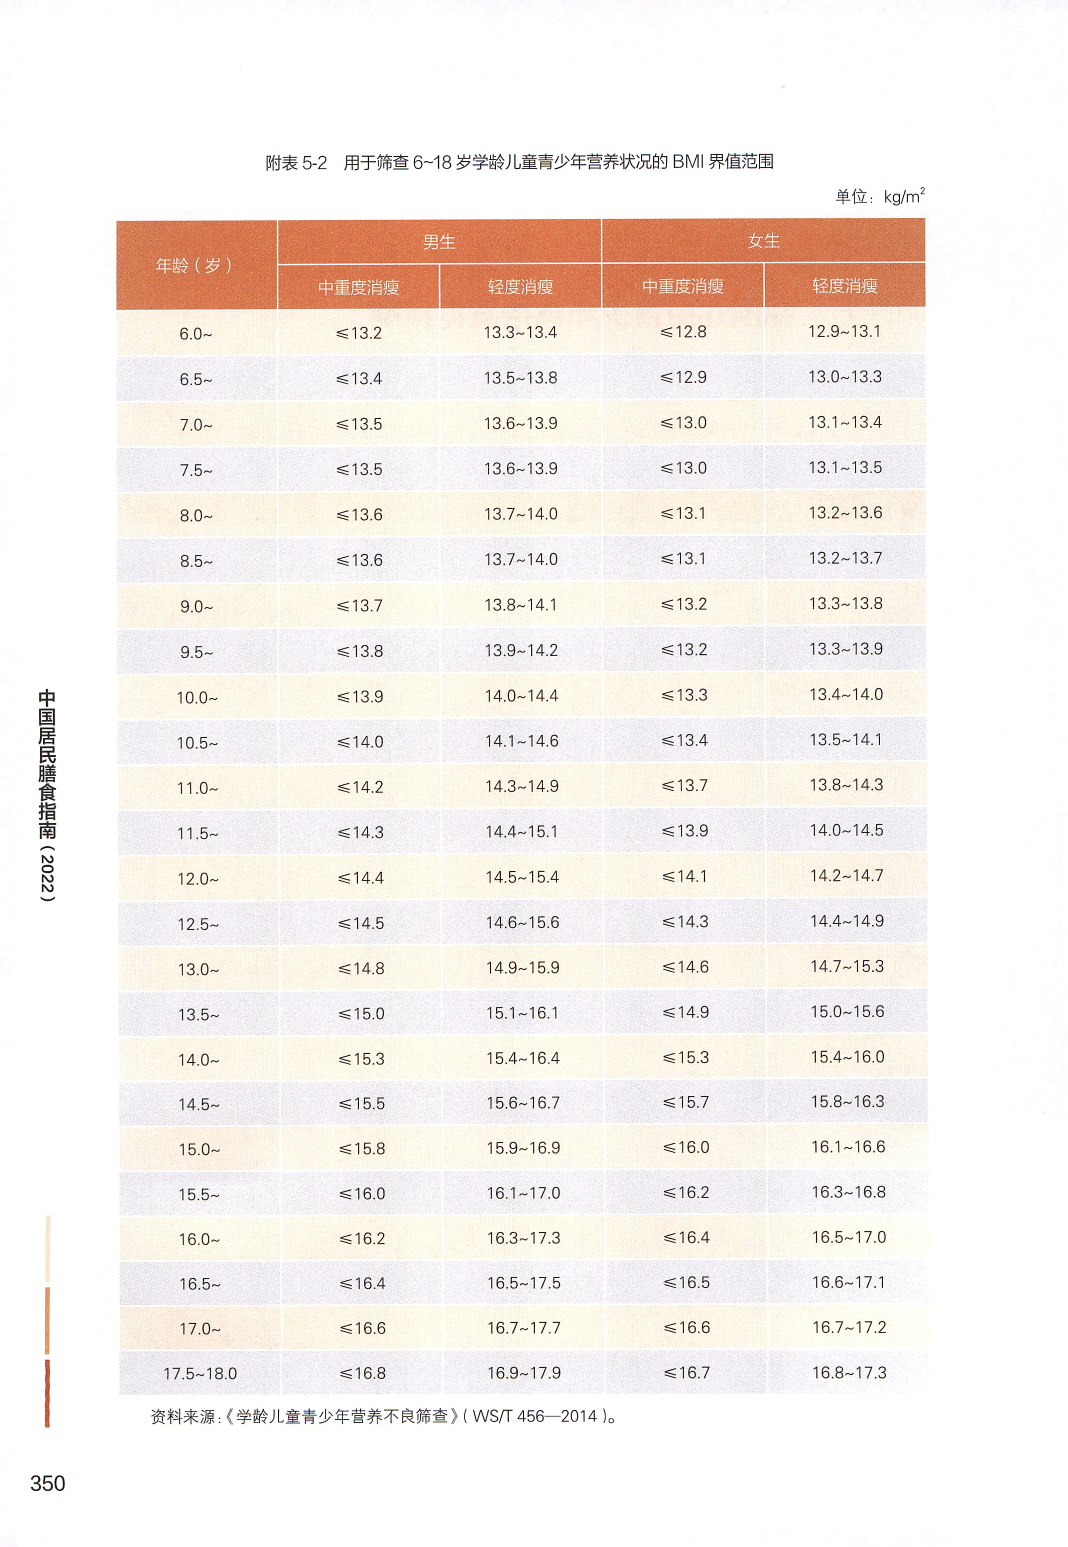 附表 5-2 用于筛查 6~18 岁学龄儿童青少年营养状况的 BMI 界值范围
单位：kg/m²
年龄（岁） 男生 女生
中重度消瘦 轻度消瘦 中重度消瘦 轻度消瘦
6.0~ ≤13.2 13.3~13.4 ≤12.8 12.9~13.1
6.5~ ≤13.4 13.5~13.8 ≤12.9 13.0~13.3
7.0~ ≤13.5 13.6~13.9 ≤13.0 13.1~13.4
7.5~ ≤13.5 13.6~13.9 ≤13.0 13.1~13.5
8.0~ ≤13.6 13.7~14.0 ≤13.1 13.2~13.6
8.5~ ≤13.6 13.7~14.0 ≤13.1 13.2~13.7
9.0~ ≤13.7 13.8~14.1 ≤13.2 13.3~13.8
9.5~ ≤13.8 13.9~14.2 ≤13.2 13.3~13.9
10.0~ ≤13.9 14.0~14.4 ≤13.3 13.4~14.0
10.5~ ≤14.0 14.1~14.6 ≤13.4 13.5~14.1
11.0~ ≤14.2 14.3~14.9 ≤13.7 13.8~14.3
11.5~ ≤14.3 14.4~15.1 ≤13.9 14.0~14.5
12.0~ ≤14.4 14.5~15.4 ≤14.1 14.2~14.7
12.5~ ≤14.5 14.6~15.6 ≤14.3 14.4~14.9
13.0~ ≤14.8 14.9~15.9 ≤14.6 14.7~15.3
13.5~ ≤15.0 15.1~16.1 ≤14.9 15.0~15.6
14.0~ ≤15.3 15.4~16.4 ≤15.3 15.4~16.0
14.5~ ≤15.5 15.6~16.7 ≤15.7 15.8~16.3
15.0~ ≤15.8 15.9~16.9 ≤16.0 16.1~16.6
15.5~ ≤16.0 16.1~17.0 ≤16.2 16.3~16.8
16.0~ ≤16.2 16.3~17.3 ≤16.4 16.5~17.0
16.5~ ≤16.4 16.5~17.5 ≤16.5 16.6~17.1
17.0~ ≤16.6 16.7~17.7 ≤16.6 16.7~17.2
17.5~18.0 ≤16.8 16.9~17.9 ≤16.7 16.8~17.3
资料来源：《学龄儿童青少年营养不良筛查》（WS/T 456—2014）。
中国居民膳食指南（2022）
350